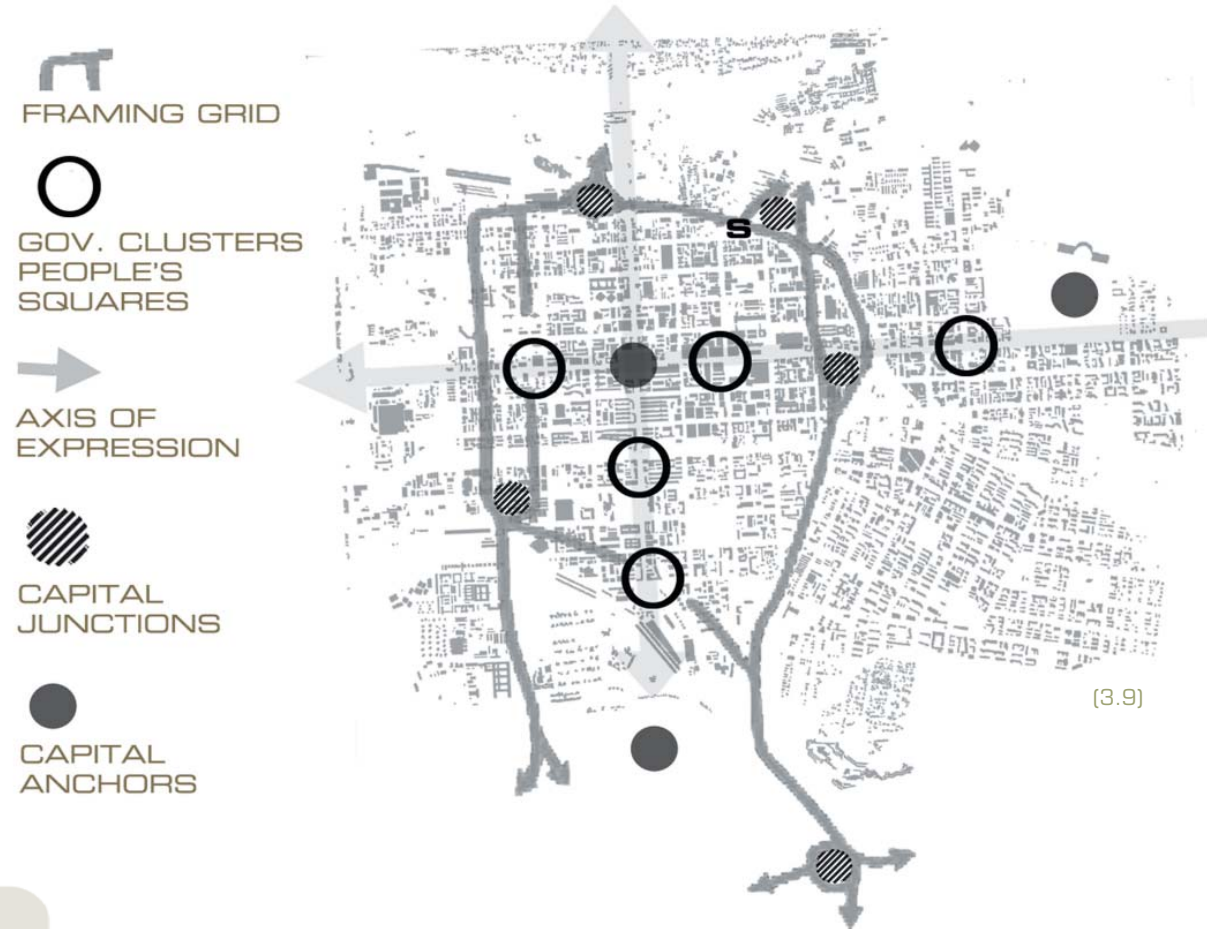 FRAMING GRID
GOV. CLUSTERS
PEOPLE'S
SQUARES
AXIS OF
EXPRESSION
CAPITAL
JUNCTIONS
CAPITAL
ANCHORS
S
(3.9)